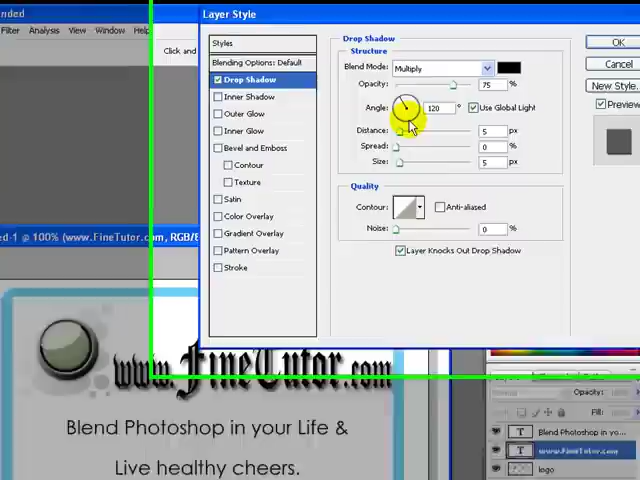 nded
Layer Style
Filter Analysis View Window Help
Click and
Styles
Blending Options: Default
Drop Shadow
Inner Shadow
Outer Glow
Inner Glow
Bevel and Emboss
Contour
Texture
Satin
Color Overlay
Gradient Overlay
Pattern Overlay
Stroke
Drop Shadow
Structure
Blend Mode: Multiply
Opacity: 75 %
Angle: 120 ° Use Global Light
Distance: 5 px
Spread: 0 %
Size: 5 px
Quality
Contour: Anti-aliased
Noise: 0 %
Layer Knocks Out Drop Shadow
OK
Cancel
New Style..
Preview
ed-1 @ 100% (www.FineTutor.com, RGB/8
www.FineTutor.com
Blend Photoshop in your Life &
Live healthy cheers.
Opacity:
Fill:
T Blend Photoshop in yo...
T www.FineTutor.com
logo